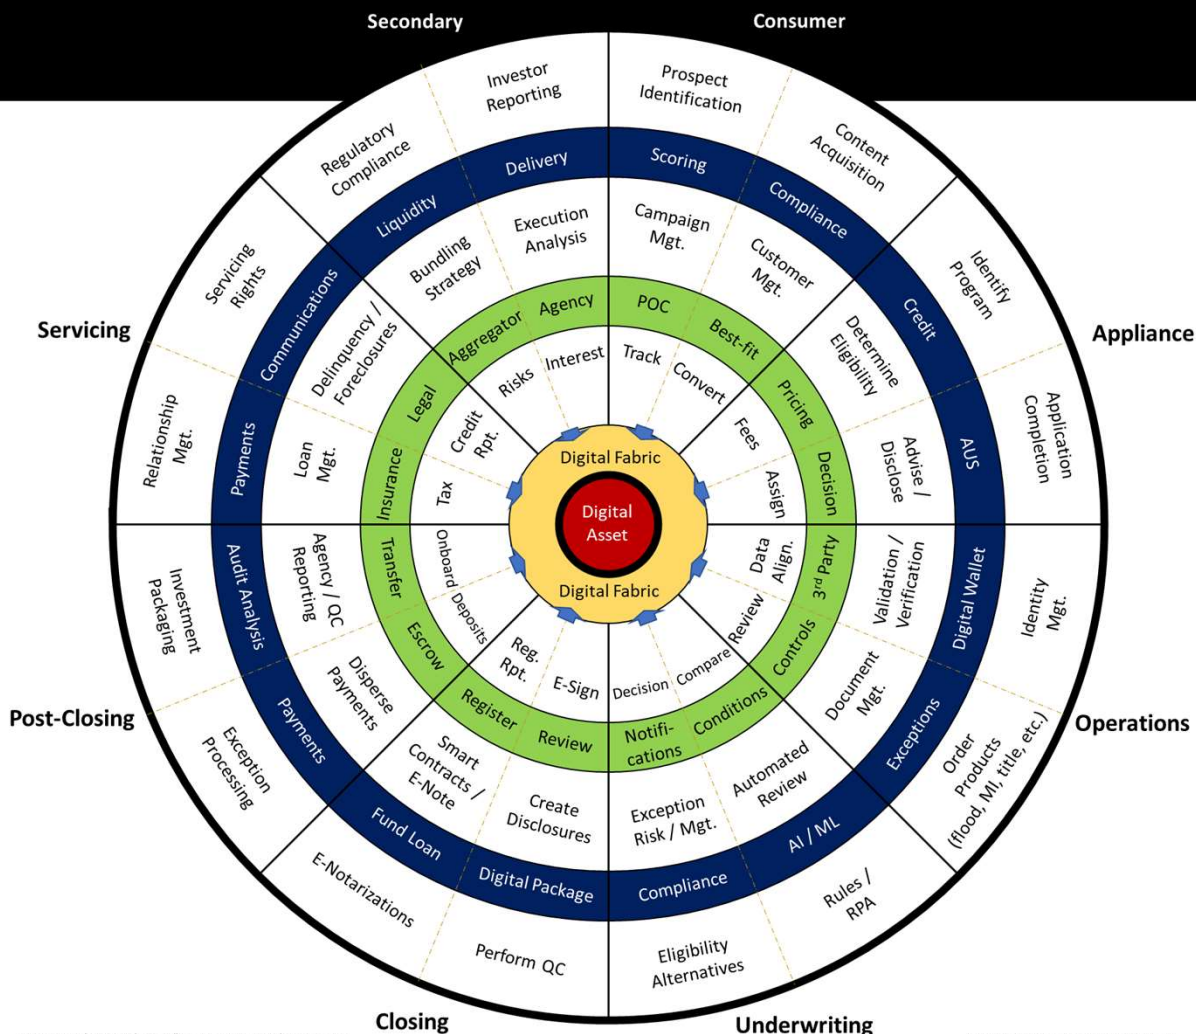 Secondary
Consumer
Investor
Reporting
Prospect
Identification
Regulatory
Compliance
Content
Acquisition
Delivery
Scoring
Liquidity
Compliance
Servicing
Rights
Execution
Analysis
Campaign
Mgt.
Identify
Program
Bundling
Strategy
Customer
Mgt.
Communications
Credit
Agency
POC
Servicing
Appliance
Delinquency /
Foreclosures
Aggregator
Best-fit
Determine
Eligibility
Interest
Track
Risks
Convert
Legal
Pricing
Relationship
Mgt.
Application
Completion
Credit
Rpt.
Fees
Payments
AUS
Loan
Mgt.
Advise /
Disclose
Insurance
Decision
Tax
Assign
Digital Fabric
Digital
Asset
Digital Fabric
Investment
Packaging
Audit Analysis
Agency / QC
Reporting
Transfer
Onboard
Data
Align.
3rd Party
Validation /
Verification
Digital Wallet
Identity
Mgt.
Deposits
Review
Escrow
Controls
Disperse
Payments
Document
Mgt.
Reg.
Rpt.
E-Sign
Decision
Compare
Post-Closing
Operations
Register
Review
Notifi-
cations
Conditions
Payments
Exceptions
Exception
Processing
Order
Products
(flood, MI, title, etc.)
Smart
Contracts /
E-Note
Create
Disclosures
Exception
Risk / Mgt.
Automated
Review
Fund Loan
AI / ML
Digital Package
Compliance
E-Notarizations
Rules /
RPA
Perform QC
Eligibility
Alternatives
Closing
Underwriting